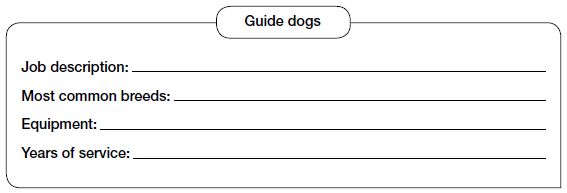 Guide dogs
Job description:
Most common breeds:
Equipment:
Years of service: